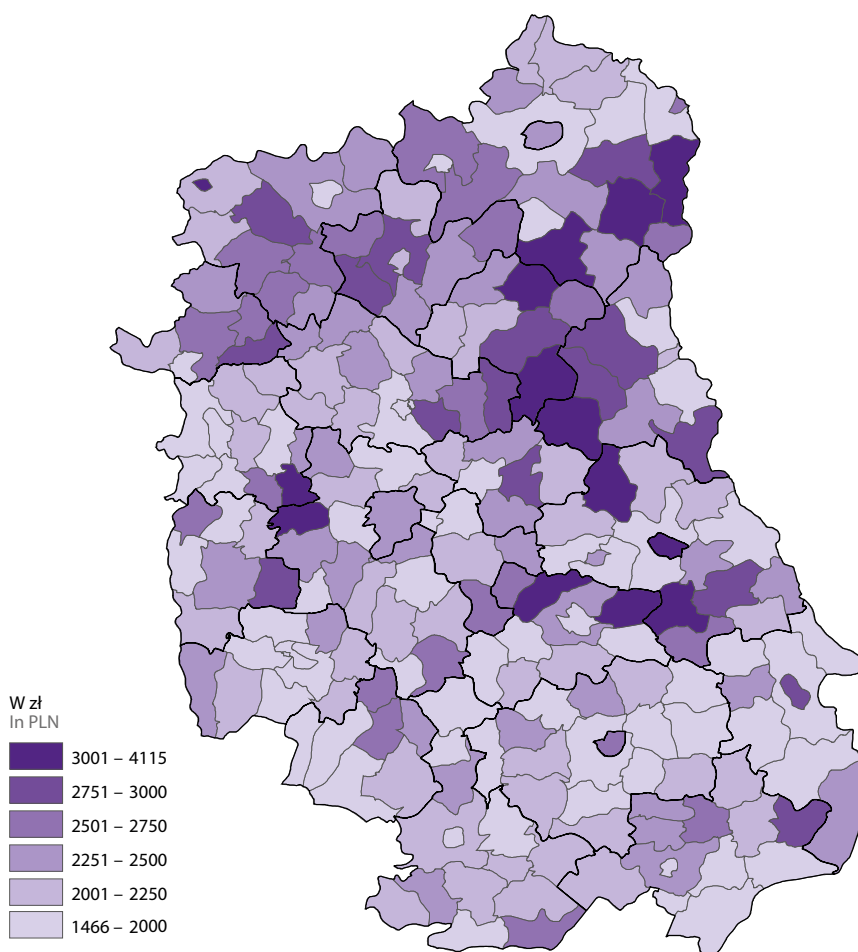 W zł
In PLN
3001 – 4115
2751 – 3000
2501 – 2750
2251 – 2500
2001 – 2250
1466 – 2000